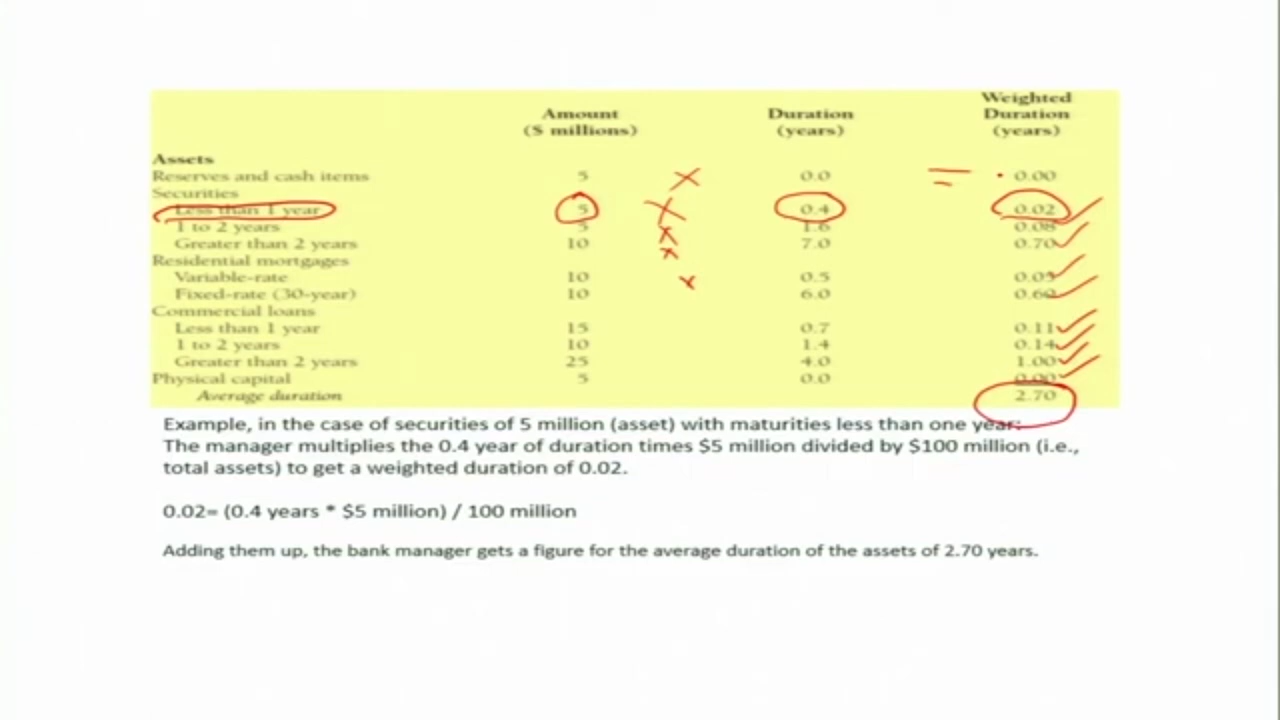 Weighted
Amount Duration Duration
($ millions) (years) (years)
Assets
Reserves and cash items 5 0.0 0.00
Securities
Less than 1 year 5 0.4 0.02
1 to 2 years 5 1.6 0.08
Greater than 2 years 10 7.0 0.70
Residential mortgages
Variable-rate 10 0.5 0.05
Fixed-rate (30-year) 10 6.0 0.60
Commercial loans
Less than 1 year 15 0.7 0.11
1 to 2 years 10 1.4 0.14
Greater than 2 years 25 4.0 1.00
Physical capital 5 0.0 0.00
Average duration 2.70
Example, in the case of securities of 5 million (asset) with maturities less than one year:
The manager multiplies the 0.4 year of duration times $5 million divided by $100 million (i.e.,
total assets) to get a weighted duration of 0.02.
0.02= (0.4 years * $5 million) / 100 million
Adding them up, the bank manager gets a figure for the average duration of the assets of 2.70 years.